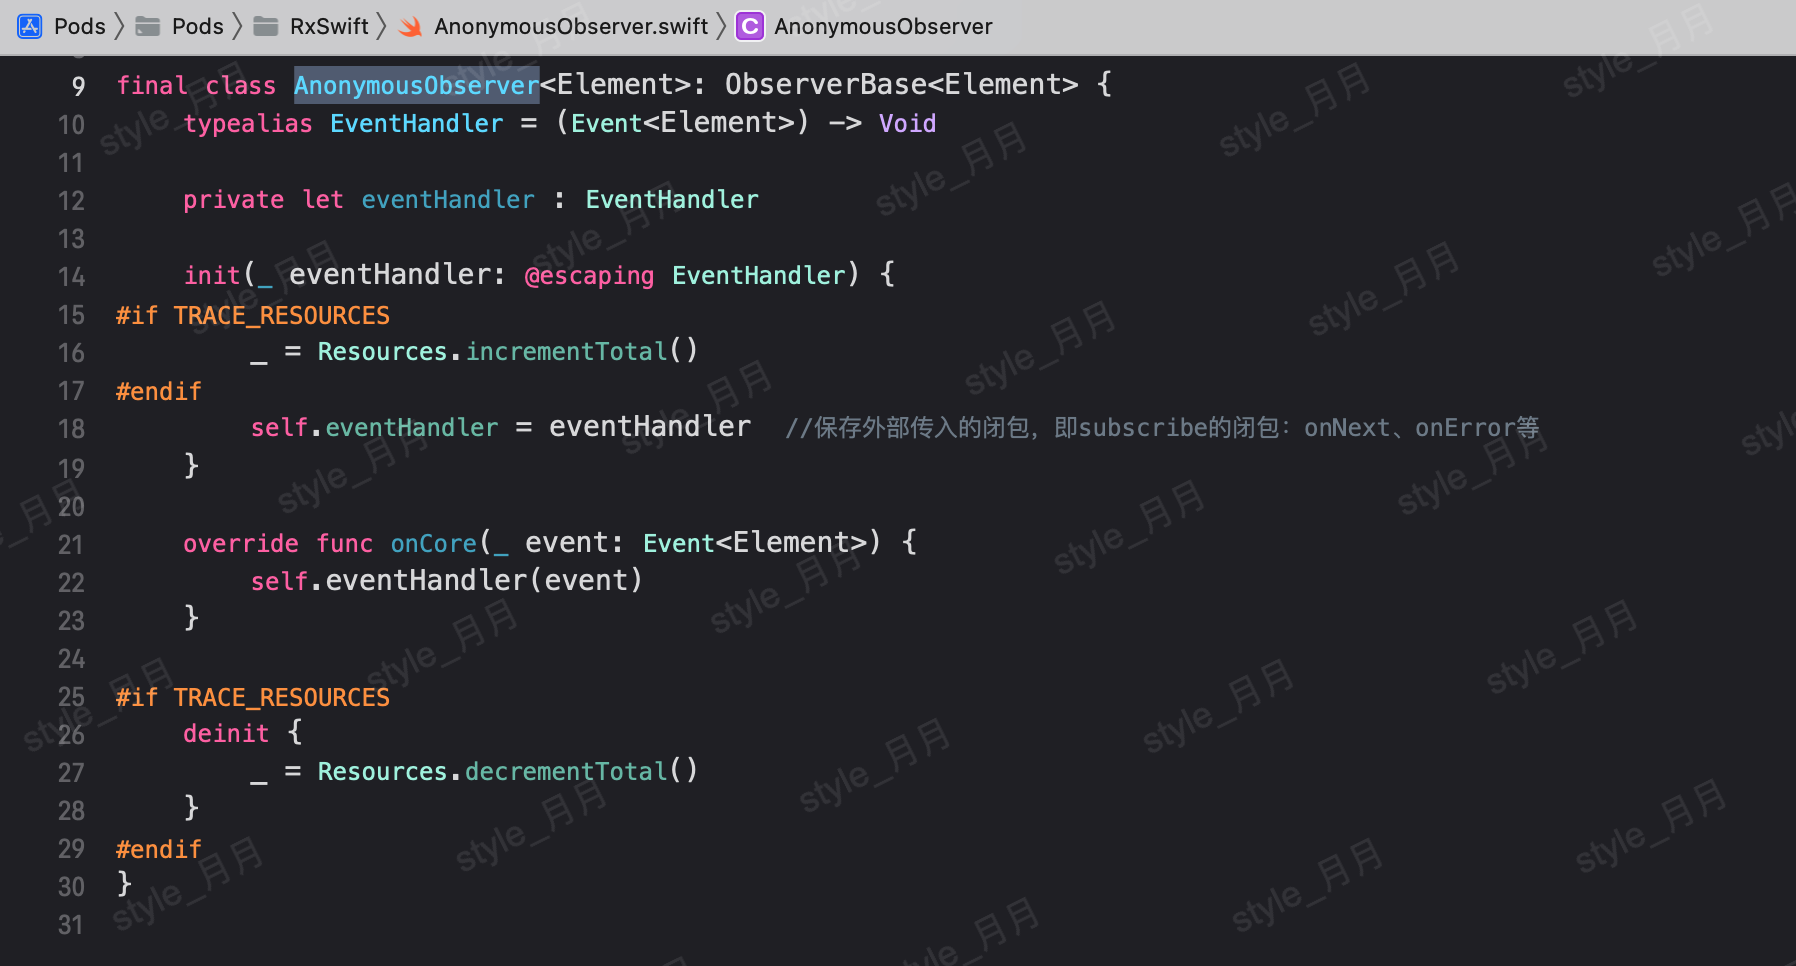 Pods 〉 Pods 〉 RxSwift 〉 AnonymousObserver.swift 〉 C AnonymousObserver
9 final class AnonymousObserver<Element>: ObserverBase<Element> {
10 typealias EventHandler = (Event<Element>) -> Void
11
12 private let eventHandler : EventHandler
13
14 init(_ eventHandler: @escaping EventHandler) {
15 #if TRACE_RESOURCES
16 _ = Resources.incrementTotal()
17 #endif
18 self.eventHandler = eventHandler //保存外部传入的闭包，即subscribe的闭包：onNext、onError等
19 }
20
21 override func onCore(_ event: Event<Element>) {
22 self.eventHandler(event)
23 }
24
25 #if TRACE_RESOURCES
26 deinit {
27 _ = Resources.decrementTotal()
28 }
29 #endif
30 }
31
style_月月